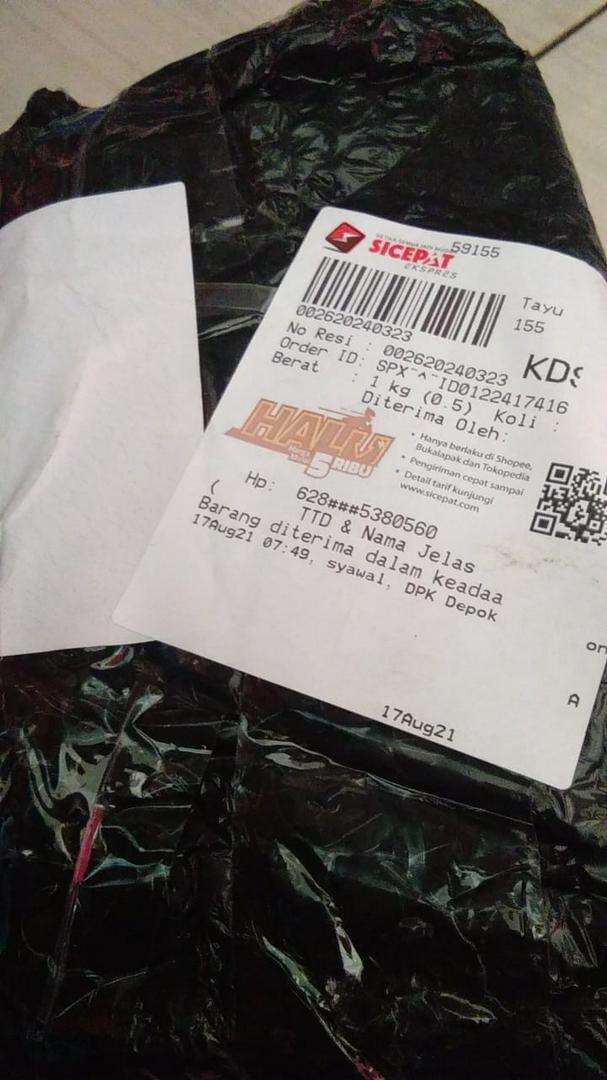 SICEPAT
EKSPRES
59155
Tayu
155
002620240323
KDS
No Resi : 002620240323
Order ID: SPX^^ID0122417416
Berat : 1 kg (0.5) Koli :
Diterima Oleh:
HALU
5 RIBU
• Hanya berlaku di Shopee,
Bukalapak dan Tokopedia
• Pengiriman cepat sampai
• Detail tarif kunjungi
www.sicepat.com
( Hp: 628###5380560
TTD & Nama Jelas
Barang diterima dalam keadaa
17Aug21 07:49, syawal, DPK Depok
on
A
17Aug21